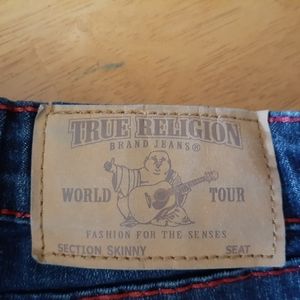 TRUE RELIGION
BRAND JEANS®
WORLD TOUR
FASHION FOR THE SENSES
SECTION SKINNY SEAT